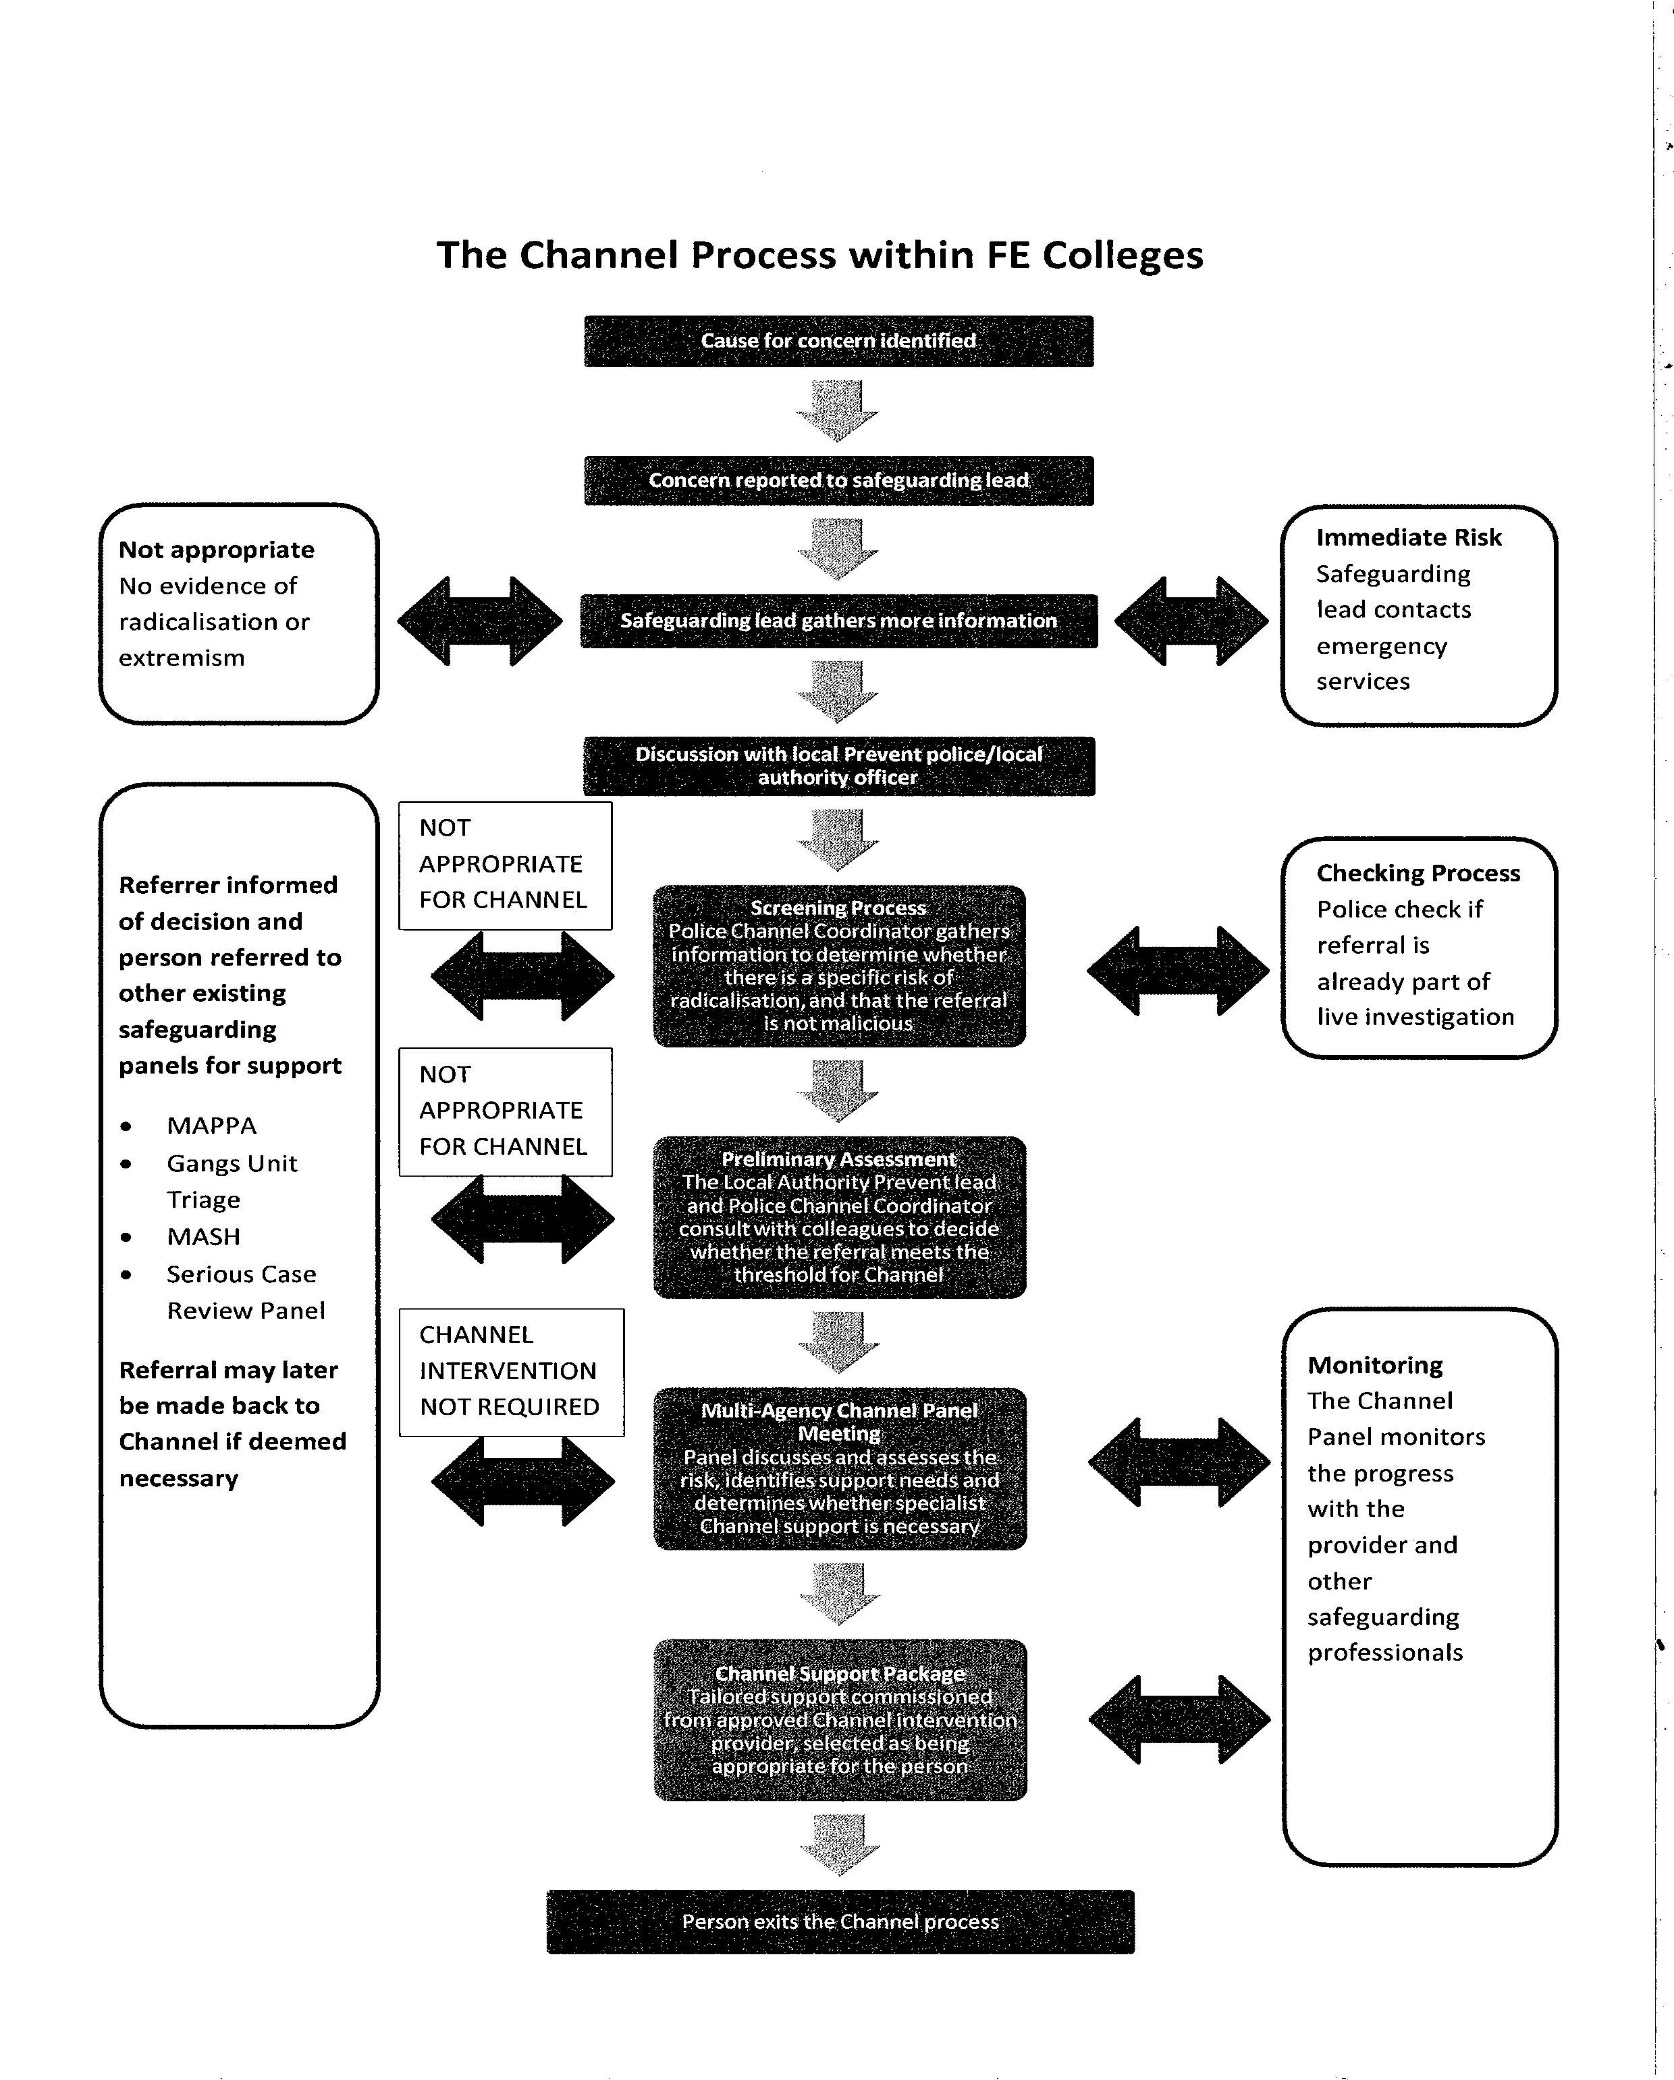 The Channel Process within FE Colleges
Cause for concern identified
Concern reported to safeguarding lead
Not appropriate
No evidence of
radicalisation or
extremism
Safeguarding lead gathers more information
Immediate Risk
Safeguarding
lead contacts
emergency
services
Discussion with local Prevent police/local
authority officer
Referrer informed
of decision and
person referred to
other existing
safeguarding
panels for support
• MAPPA
• Gangs Unit
Triage
• MASH
• Serious Case
Review Panel
Referral may later
be made back to
Channel if deemed
necessary
NOT
APPROPRIATE
FOR CHANNEL
Screening Process
Police Channel Coordinator gathers
information to determine whether
there is a specific risk of
radicalisation, and that the referral
is not malicious
Checking Process
Police check if
referral is
already part of
live investigation
NOT
APPROPRIATE
FOR CHANNEL
Preliminary Assessment
The Local Authority Prevent lead
and Police Channel Coordinator
consult with colleagues to decide
whether the referral meets the
threshold for Channel
CHANNEL
INTERVENTION
NOT REQUIRED
Multi-Agency Channel Panel
Meeting
Panel discusses and assesses the
risk, identifies support needs and
determines whether specialist
Channel support is necessary
Monitoring
The Channel
Panel monitors
the progress
with the
provider and
other
safeguarding
professionals
Channel Support Package
Tailored support commissioned
from approved Channel intervention
provider, selected as being
appropriate for the person
Person exits the Channel process